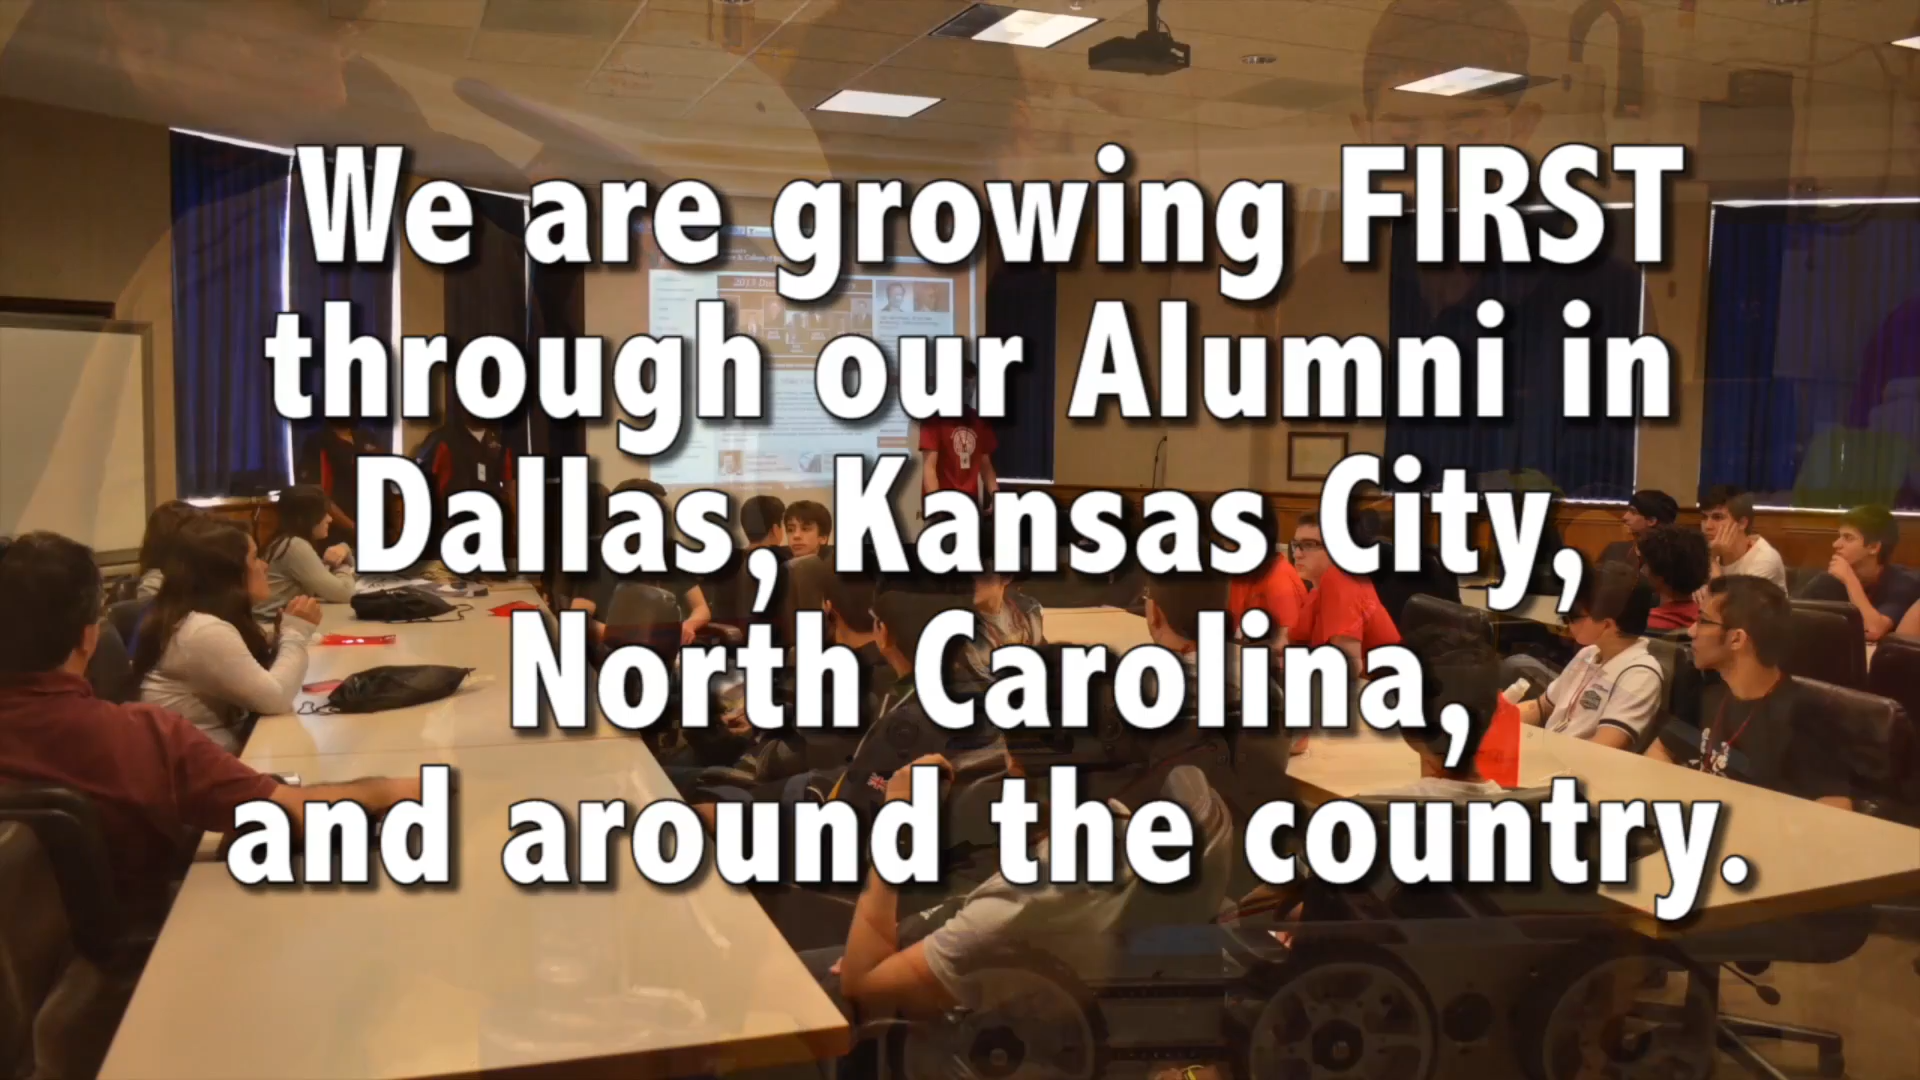 We are growing FIRST
through our Alumni in
Dallas, Kansas City,
North Carolina,
and around the country.